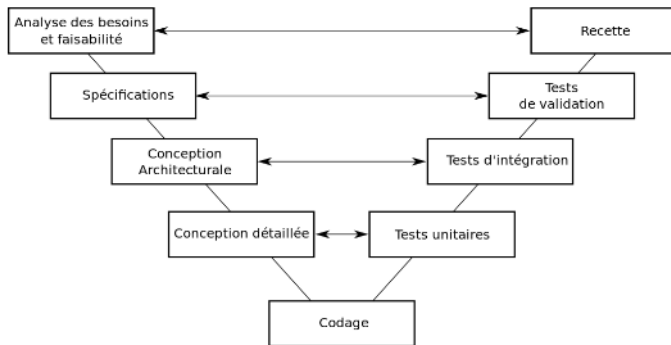 Analyse des besoins
et faisabilité
Recette
Spécifications
Tests
de validation
Conception
Architecturale
Tests d'intégration
Conception détaillée
Tests unitaires
Codage